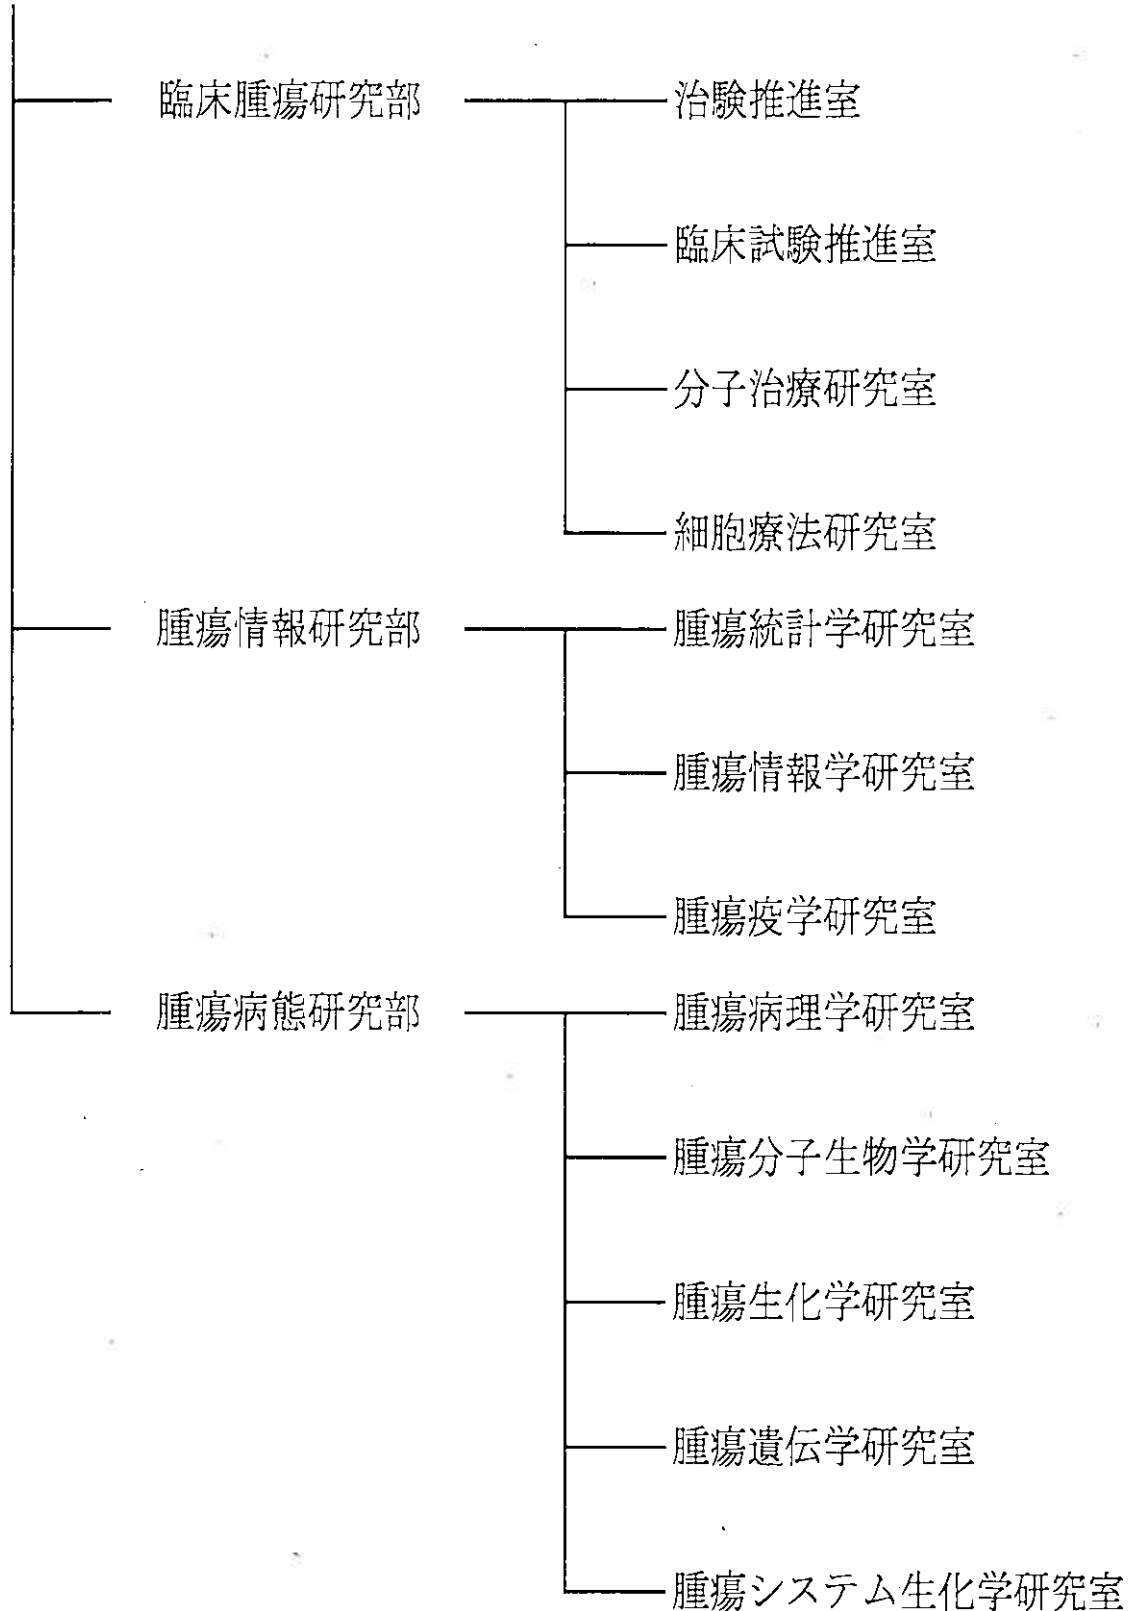 臨床腫瘍研究部 治験推進室
臨床試験推進室
分子治療研究室
細胞療法研究室
腫瘍情報研究部 腫瘍統計学研究室
腫瘍情報学研究室
腫瘍疫学研究室
腫瘍病態研究部 腫瘍病理学研究室
腫瘍分子生物学研究室
腫瘍生化学研究室
腫瘍遺伝学研究室
腫瘍システム生化学研究室